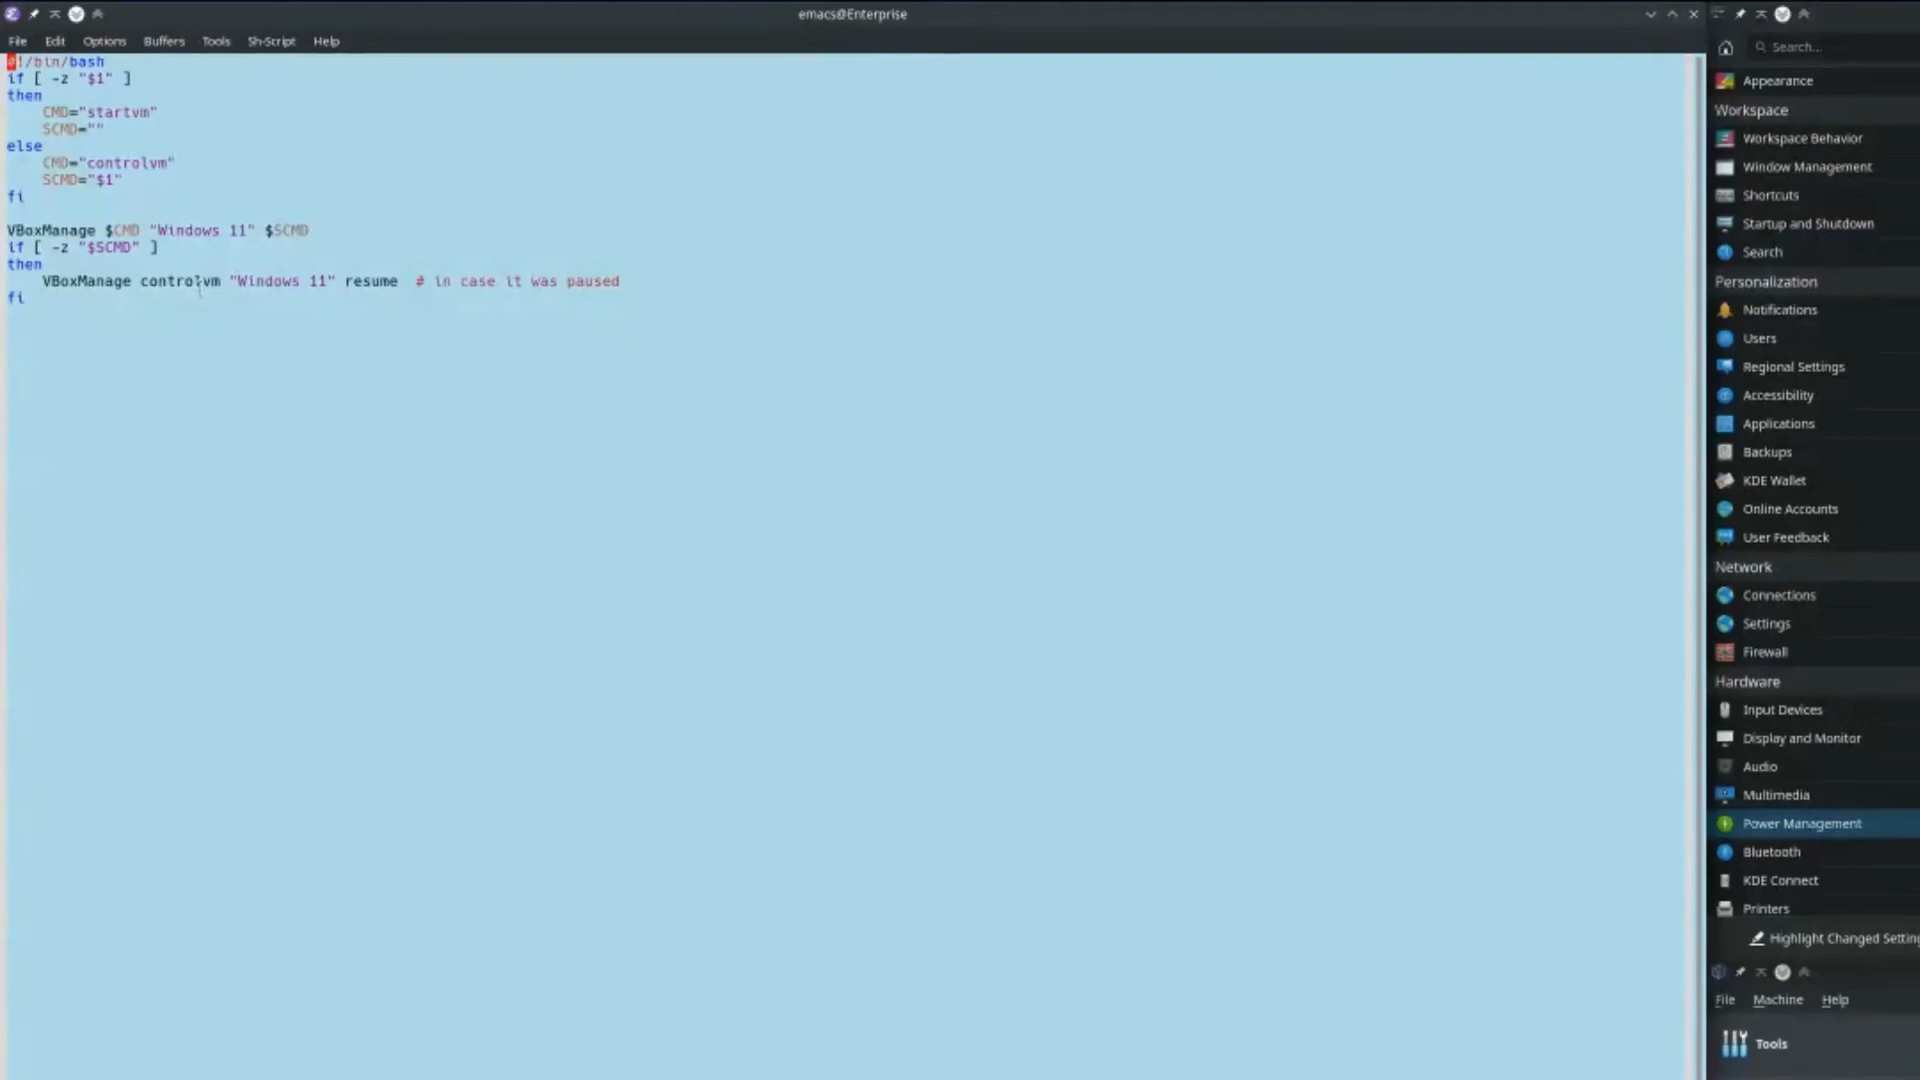 emacs@Enterprise
File Edit Options Buffers Tools Sh-Script Help
#!/bin/bash
if [ -z "$1" ]
then
CMD="startvm"
SCMD=""
else
CMD="controlvm"
SCMD="$1"
fi
VBoxManage $CMD "Windows 11" $SCMD
if [ -z "$SCMD" ]
then
VBoxManage controlvm "Windows 11" resume # in case it was paused
fi
Search...
Appearance
Workspace
Workspace Behavior
Window Management
Shortcuts
Startup and Shutdown
Search
Personalization
Notifications
Users
Regional Settings
Accessibility
Applications
Backups
KDE Wallet
Online Accounts
User Feedback
Network
Connections
Settings
Firewall
Hardware
Input Devices
Display and Monitor
Audio
Multimedia
Power Management
Bluetooth
KDE Connect
Printers
Highlight Changed Setting
File Machine Help
Tools